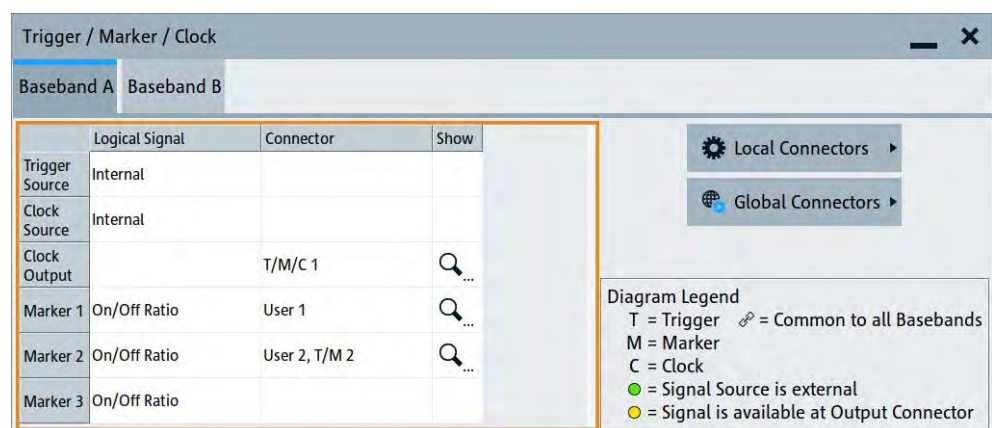 Trigger / Marker / Clock
Baseband A Baseband B
Logical Signal Connector Show
Trigger Source Internal
Clock Source Internal
Clock Output T/M/C 1
Marker 1 On/Off Ratio User 1
Marker 2 On/Off Ratio User 2, T/M 2
Marker 3 On/Off Ratio
Local Connectors
Global Connectors
Diagram Legend
T = Trigger = Common to all Basebands
M = Marker
C = Clock
= Signal Source is external
= Signal is available at Output Connector